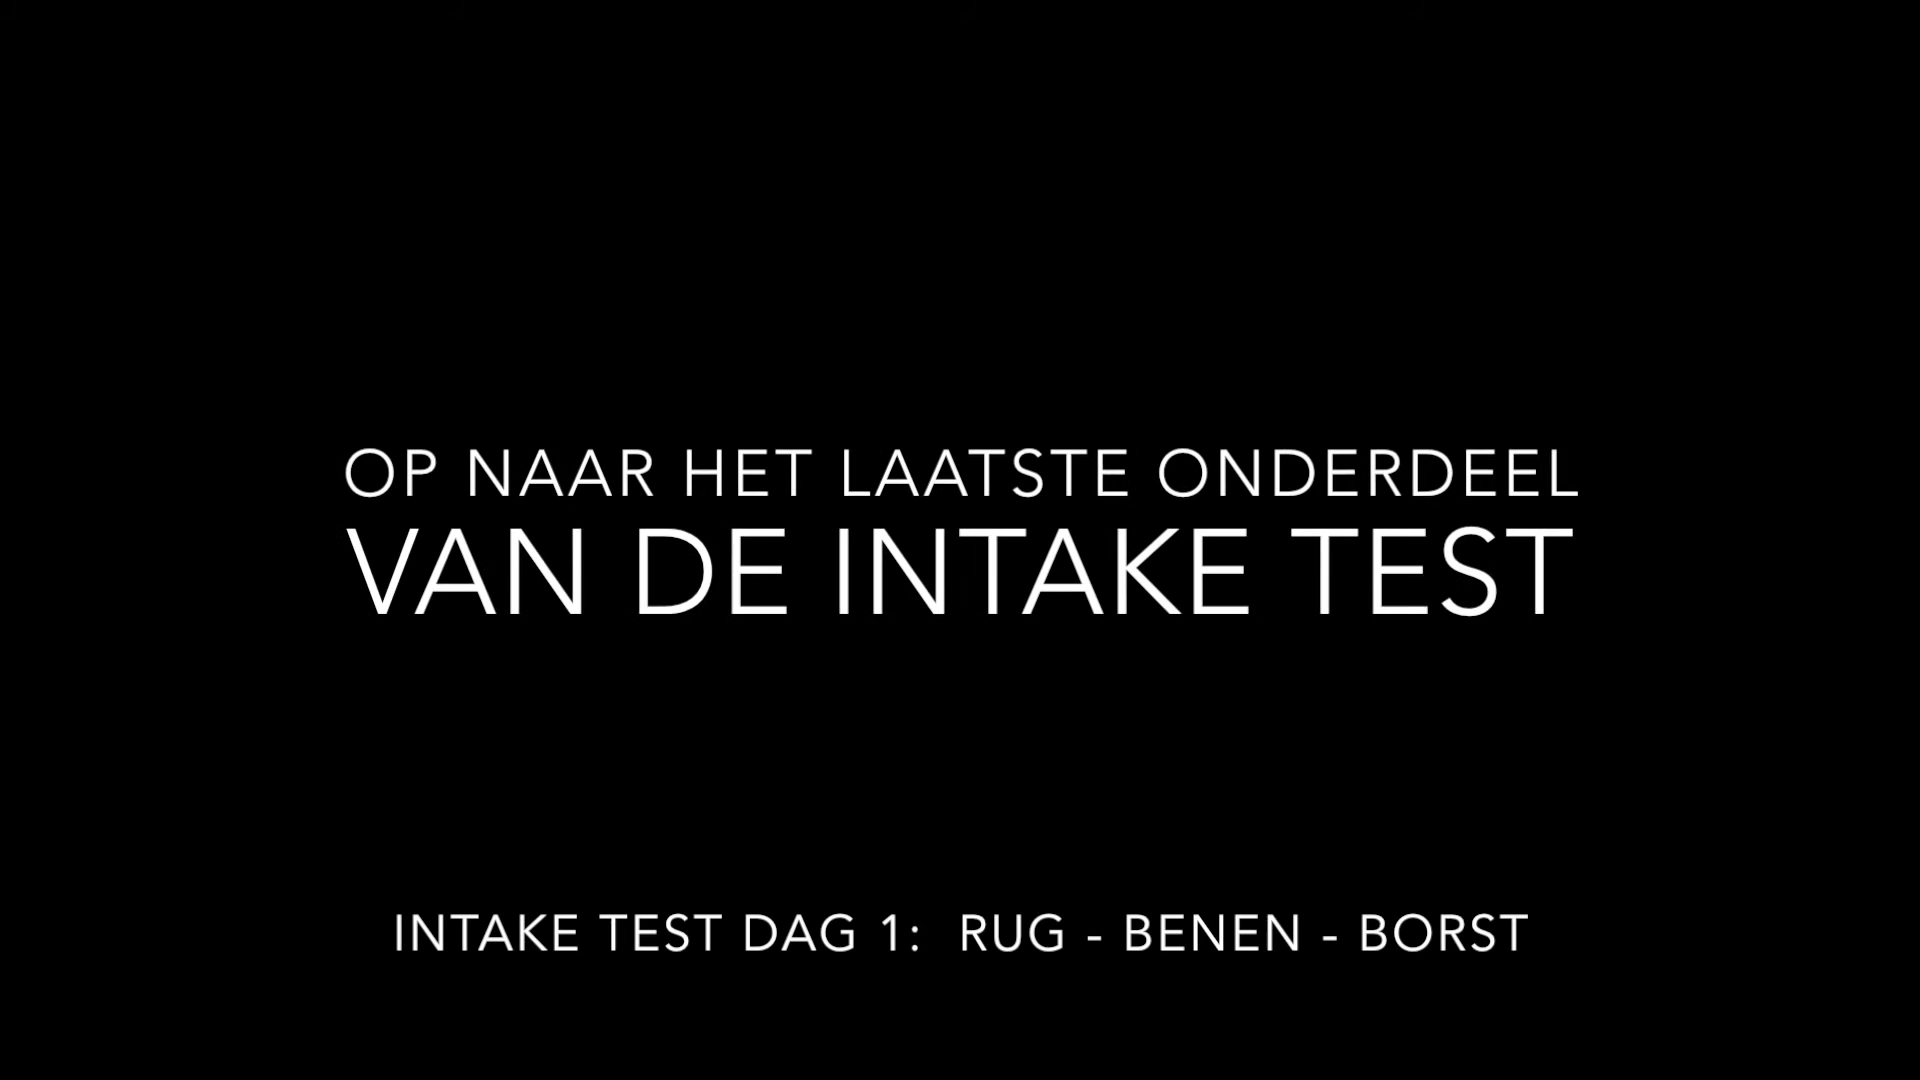 OP NAAR HET LAATSTE ONDERDEEL
VAN DE INTAKE TEST
INTAKE TEST DAG 1: RUG - BENEN - BORST